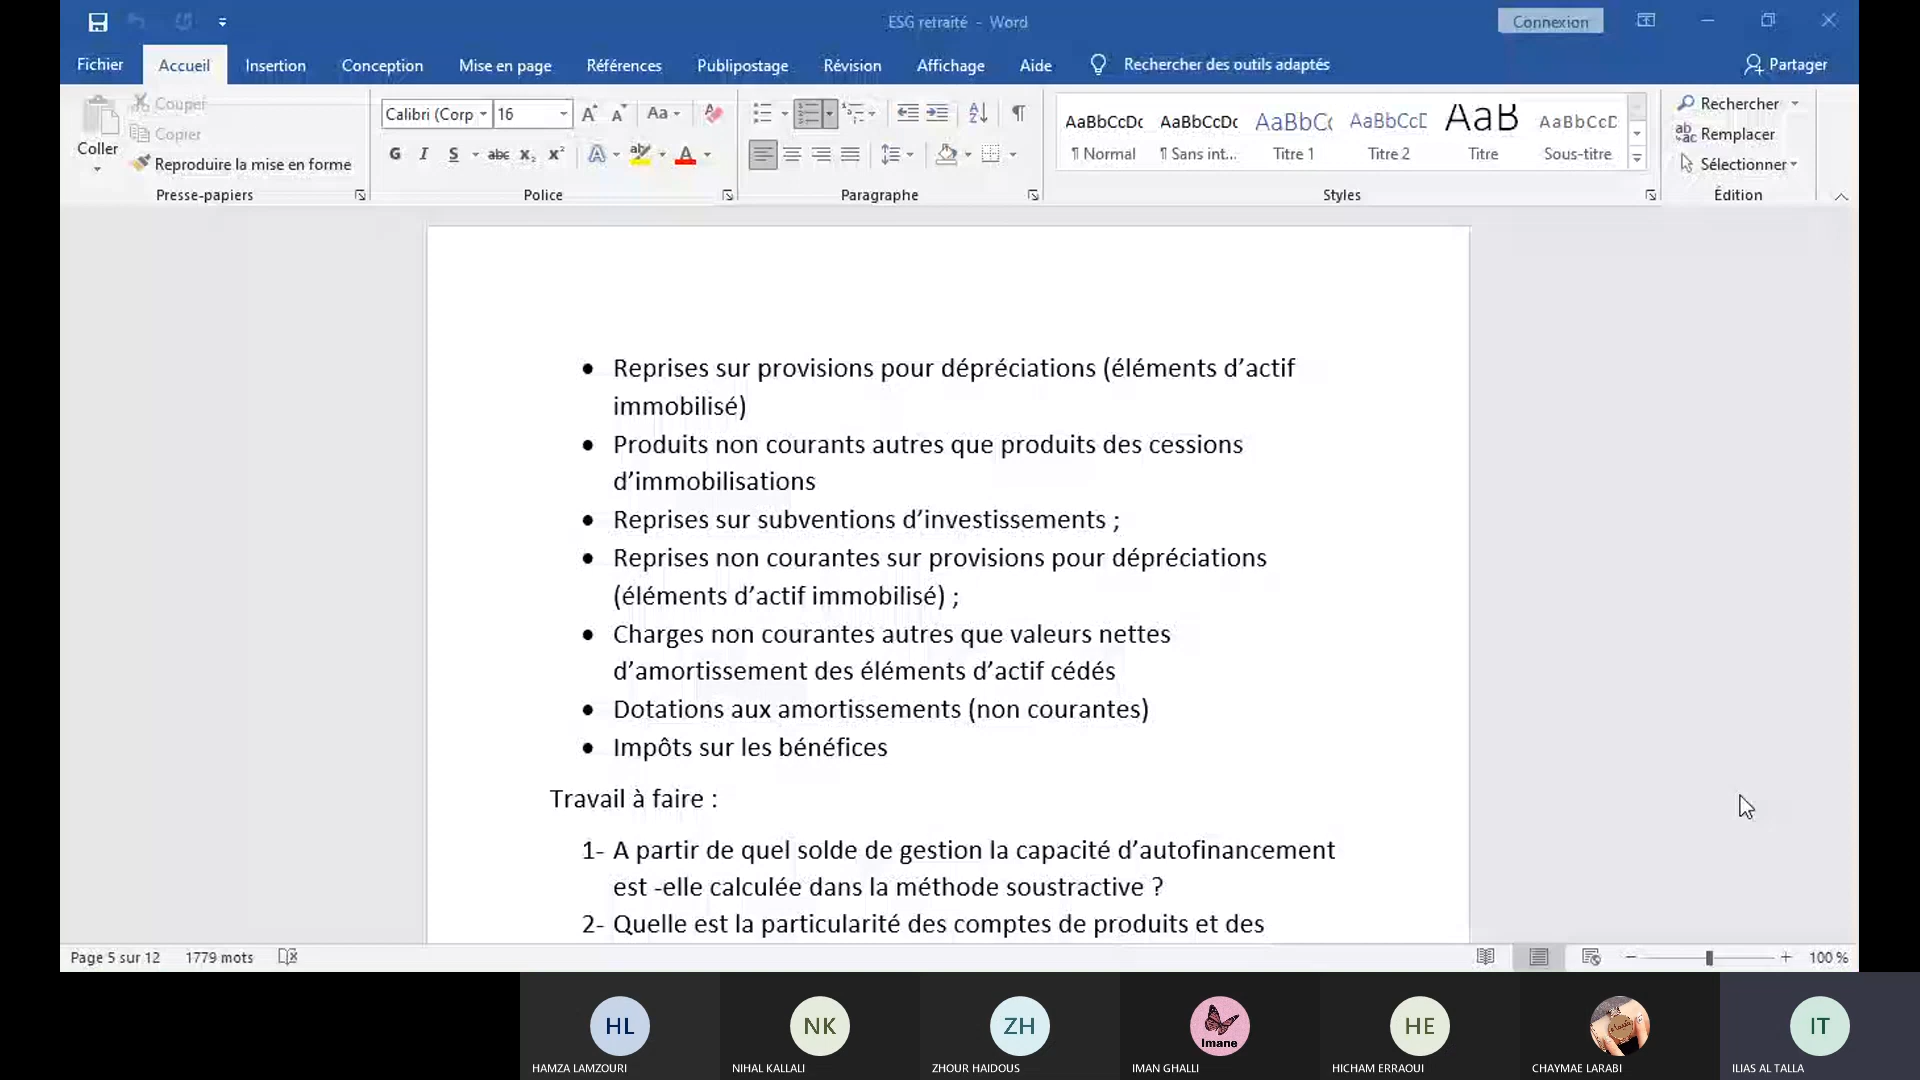 ESG retraité - Word
Connexion
Fichier Accueil Insertion Conception Mise en page Références Publipostage Révision Affichage Aide Rechercher des outils adaptés Partager
Couper
Copier
Coller
Reproduire la mise en forme
Presse-papiers
Calibri (Corp 16
G I S abc X₂ X²
Police
Paragraphe
AaBbCcDc AaBbCcDc AaBbC( AaBbCcE AaB AaBbCcD
¶ Normal ¶ Sans int... Titre 1 Titre 2 Titre Sous-titre
Styles
Rechercher
Remplacer
Sélectionner
Édition
• Reprises sur provisions pour dépréciations (éléments d’actif
immobilisé)
• Produits non courants autres que produits des cessions
d’immobilisations
• Reprises sur subventions d’investissements ;
• Reprises non courantes sur provisions pour dépréciations
(éléments d’actif immobilisé) ;
• Charges non courantes autres que valeurs nettes
d’amortissement des éléments d’actif cédés
• Dotations aux amortissements (non courantes)
• Impôts sur les bénéfices
Travail à faire :
1- A partir de quel solde de gestion la capacité d’autofinancement
est -elle calculée dans la méthode soustractive ?
2- Quelle est la particularité des comptes de produits et des
Page 5 sur 12 1779 mots 100 %
HL NK ZH Imane HE IT
HAMZA LAMZOURI NIHAL KALLALI ZHOUR HAIDOUS IMAN GHALLI HICHAM ERRAOUI CHAYMAE LARABI ILIAS AL TALLA